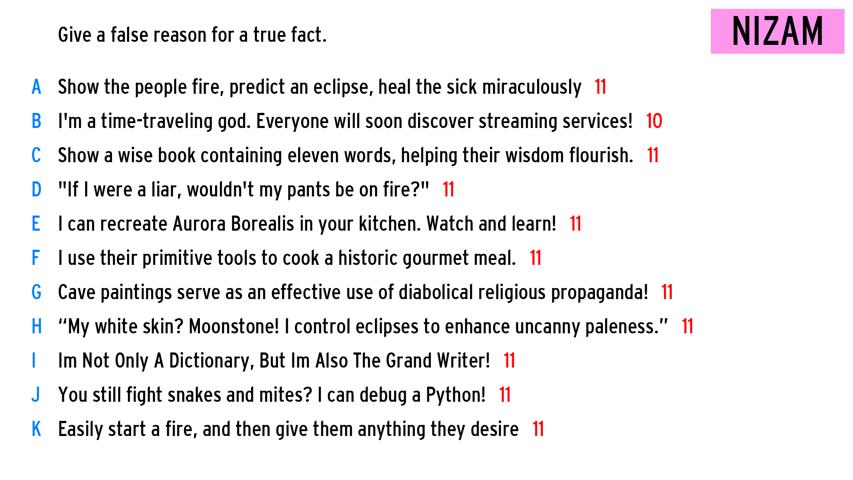 Give a false reason for a true fact.
NIZAM
A Show the people fire, predict an eclipse, heal the sick miraculously 11
B I'm a time-traveling god. Everyone will soon discover streaming services! 10
C Show a wise book containing eleven words, helping their wisdom flourish. 11
D "If I were a liar, wouldn't my pants be on fire?" 11
E I can recreate Aurora Borealis in your kitchen. Watch and learn! 11
F I use their primitive tools to cook a historic gourmet meal. 11
G Cave paintings serve as an effective use of diabolical religious propaganda! 11
H “My white skin? Moonstone! I control eclipses to enhance uncanny paleness.” 11
I Im Not Only A Dictionary, But Im Also The Grand Writer! 11
J You still fight snakes and mites? I can debug a Python! 11
K Easily start a fire, and then give them anything they desire 11